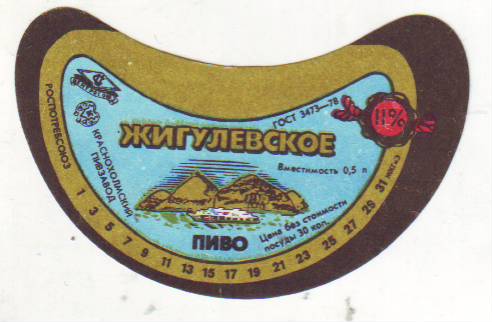 РОСПОТРЕБСОЮЗ
КРАСНОХОЛМСКИЙ
ПИВЗАВОД
ГОСТ 3473—78
11%
ЖИГУЛЕВСКОЕ
Вместимость 0,5 л
ПИВО
Цена без стоимости
посуды 30 коп.
1 3 5 7 9 11 13 15 17 19 21 23 25 27 29 31